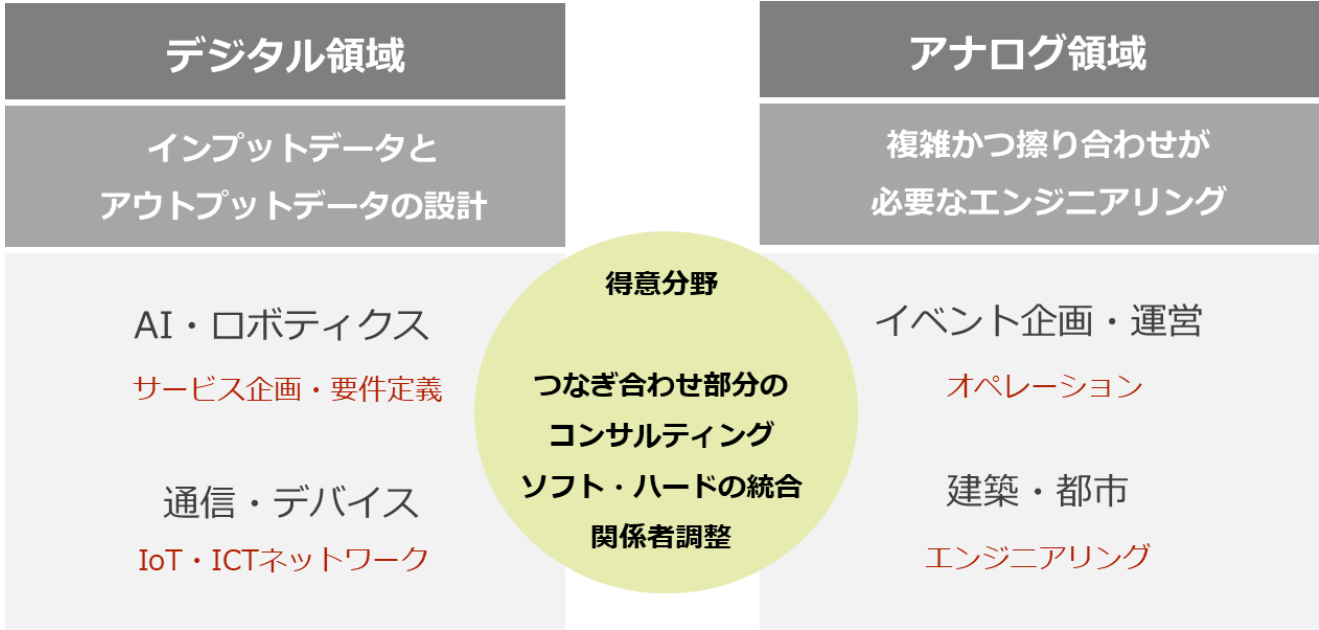 デジタル領域
インプットデータと
アウトプットデータの設計
AI・ロボティクス
サービス企画・要件定義
通信・デバイス
IoT・ICTネットワーク
得意分野
つなぎ合わせ部分の
コンサルティング
ソフト・ハードの統合
関係者調整
アナログ領域
複雑かつ擦り合わせが
必要なエンジニアリング
イベント企画・運営
オペレーション
建築・都市
エンジニアリング